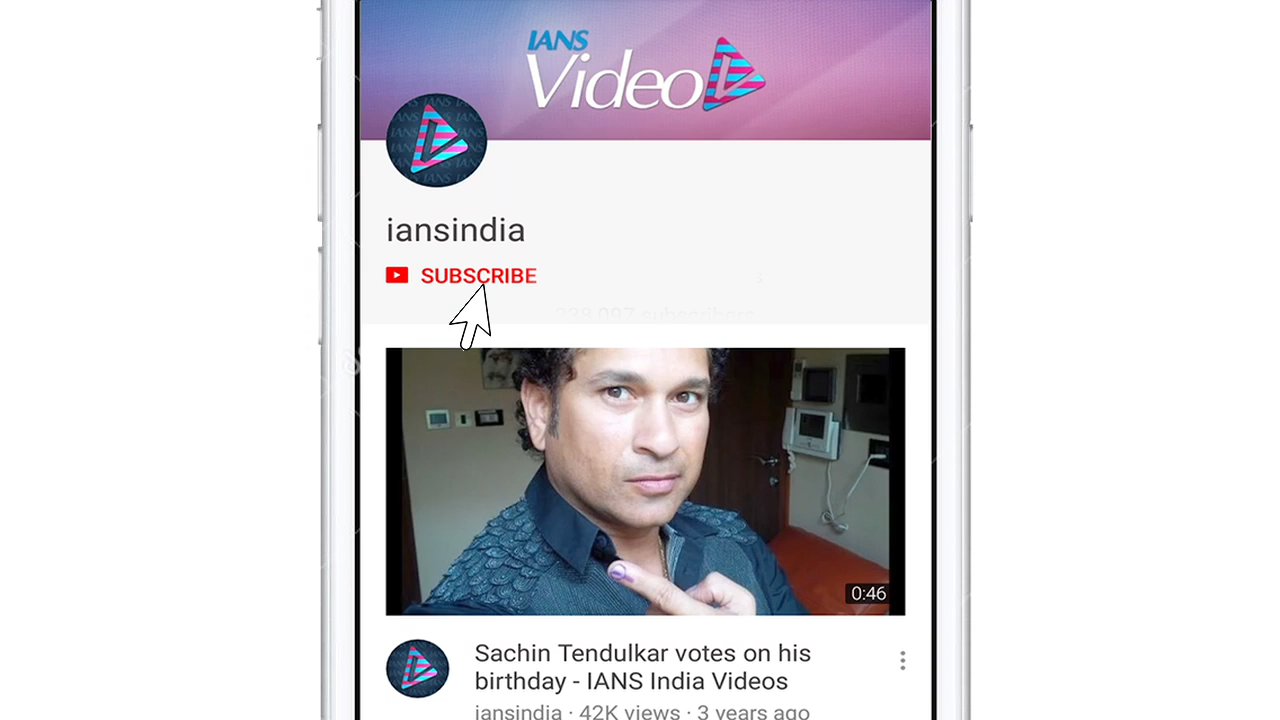 IANS
Video
iansindia
SUBSCRIBE
subscribers
0:46
Sachin Tendulkar votes on his
birthday - IANS India Videos
iansindia · 42K views · 3 years ago